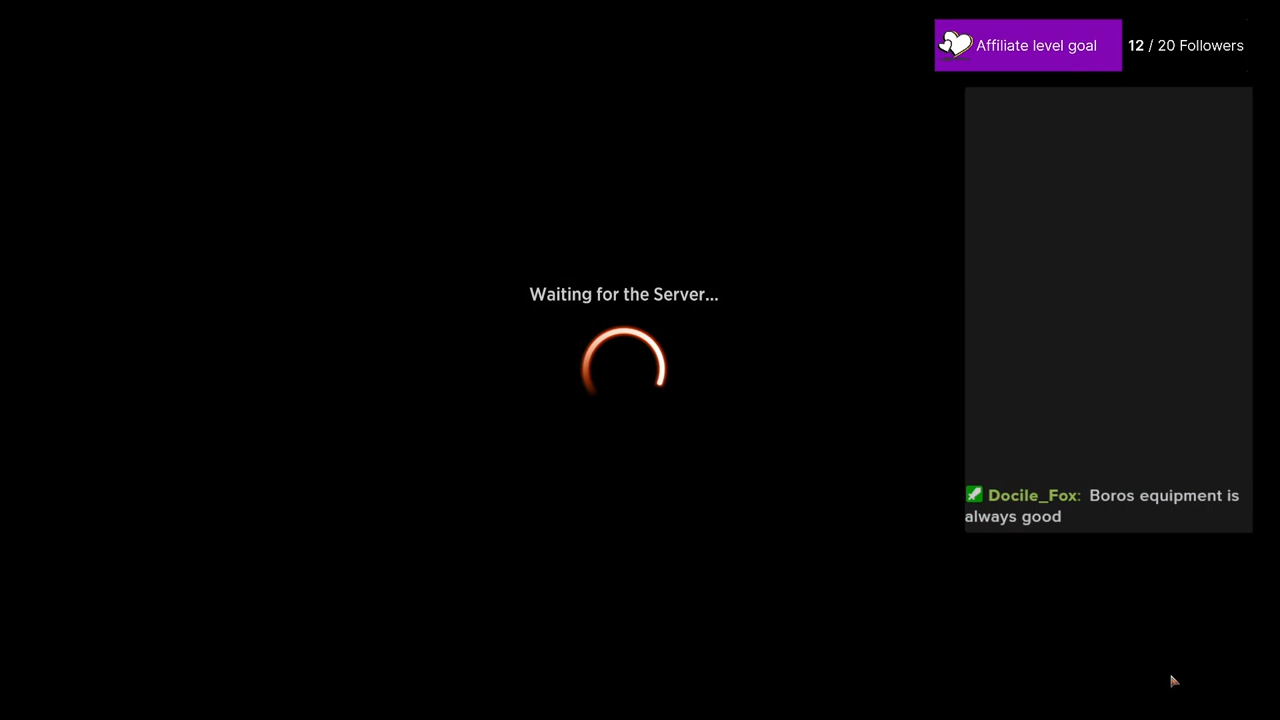 Affiliate level goal 12 / 20 Followers
Waiting for the Server...
Docile_Fox: Boros equipment is
always good